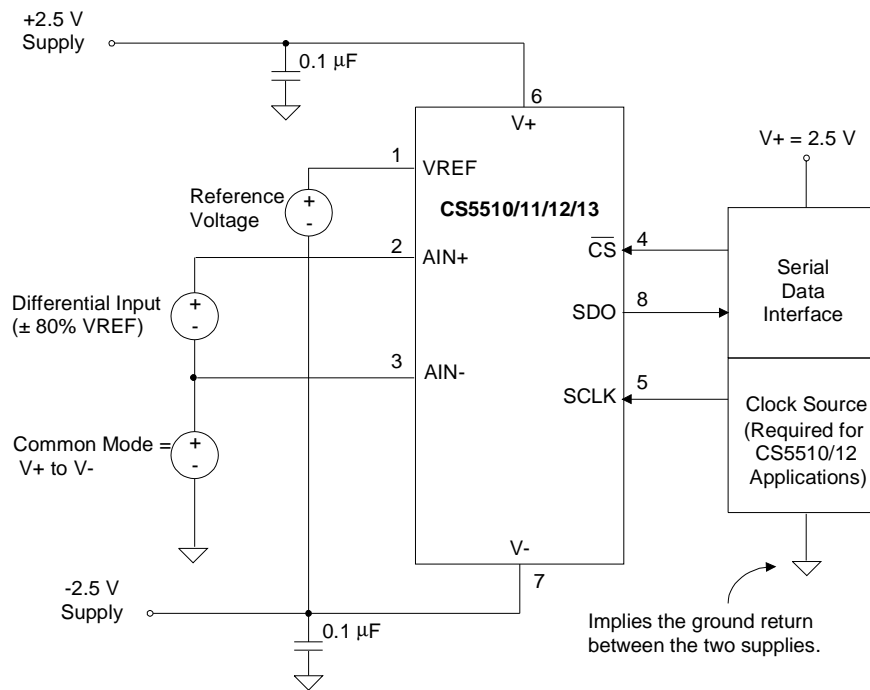 +2.5 V
Supply
0.1 µF
6
V+
V+ = 2.5 V
1
VREF
Reference
Voltage
+
-
CS5510/11/12/13
2
AIN+
CS
4
Serial
Data
Interface
Differential Input
(± 80% VREF)
+
-
SDO
8
3
AIN-
SCLK
5
Clock Source
(Required for
CS5510/12
Applications)
Common Mode =
V+ to V-
+
-
V-
7
-2.5 V
Supply
0.1 µF
Implies the ground return
between the two supplies.